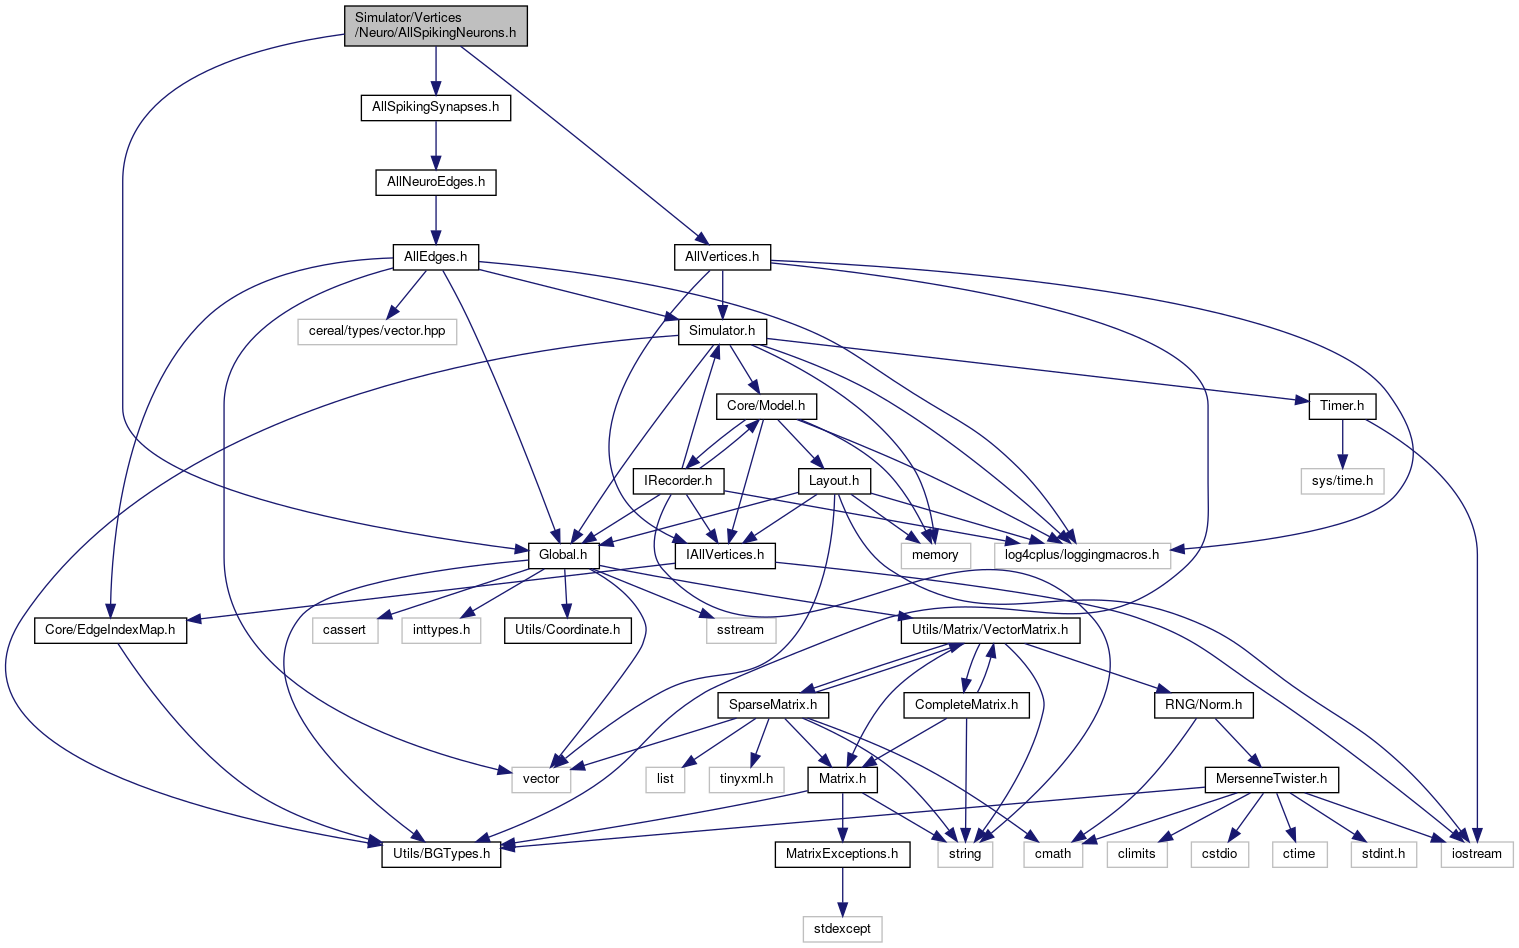 Simulator/Vertices
/Neuro/AllSpikingNeurons.h
AllSpikingSynapses.h
AllNeuroEdges.h
AllEdges.h
AllVertices.h
cereal/types/vector.hpp
Simulator.h
Core/Model.h
Timer.h
IRecorder.h
Layout.h
sys/time.h
Global.h
IAllVertices.h
memory
log4cplus/loggingmacros.h
Core/EdgeIndexMap.h
cassert
inttypes.h
Utils/Coordinate.h
sstream
Utils/Matrix/VectorMatrix.h
SparseMatrix.h
CompleteMatrix.h
RNG/Norm.h
vector
list
tinyxml.h
Matrix.h
MersenneTwister.h
Utils/BGTypes.h
MatrixExceptions.h
string
cmath
climits
cstdio
ctime
stdint.h
iostream
stdexcept